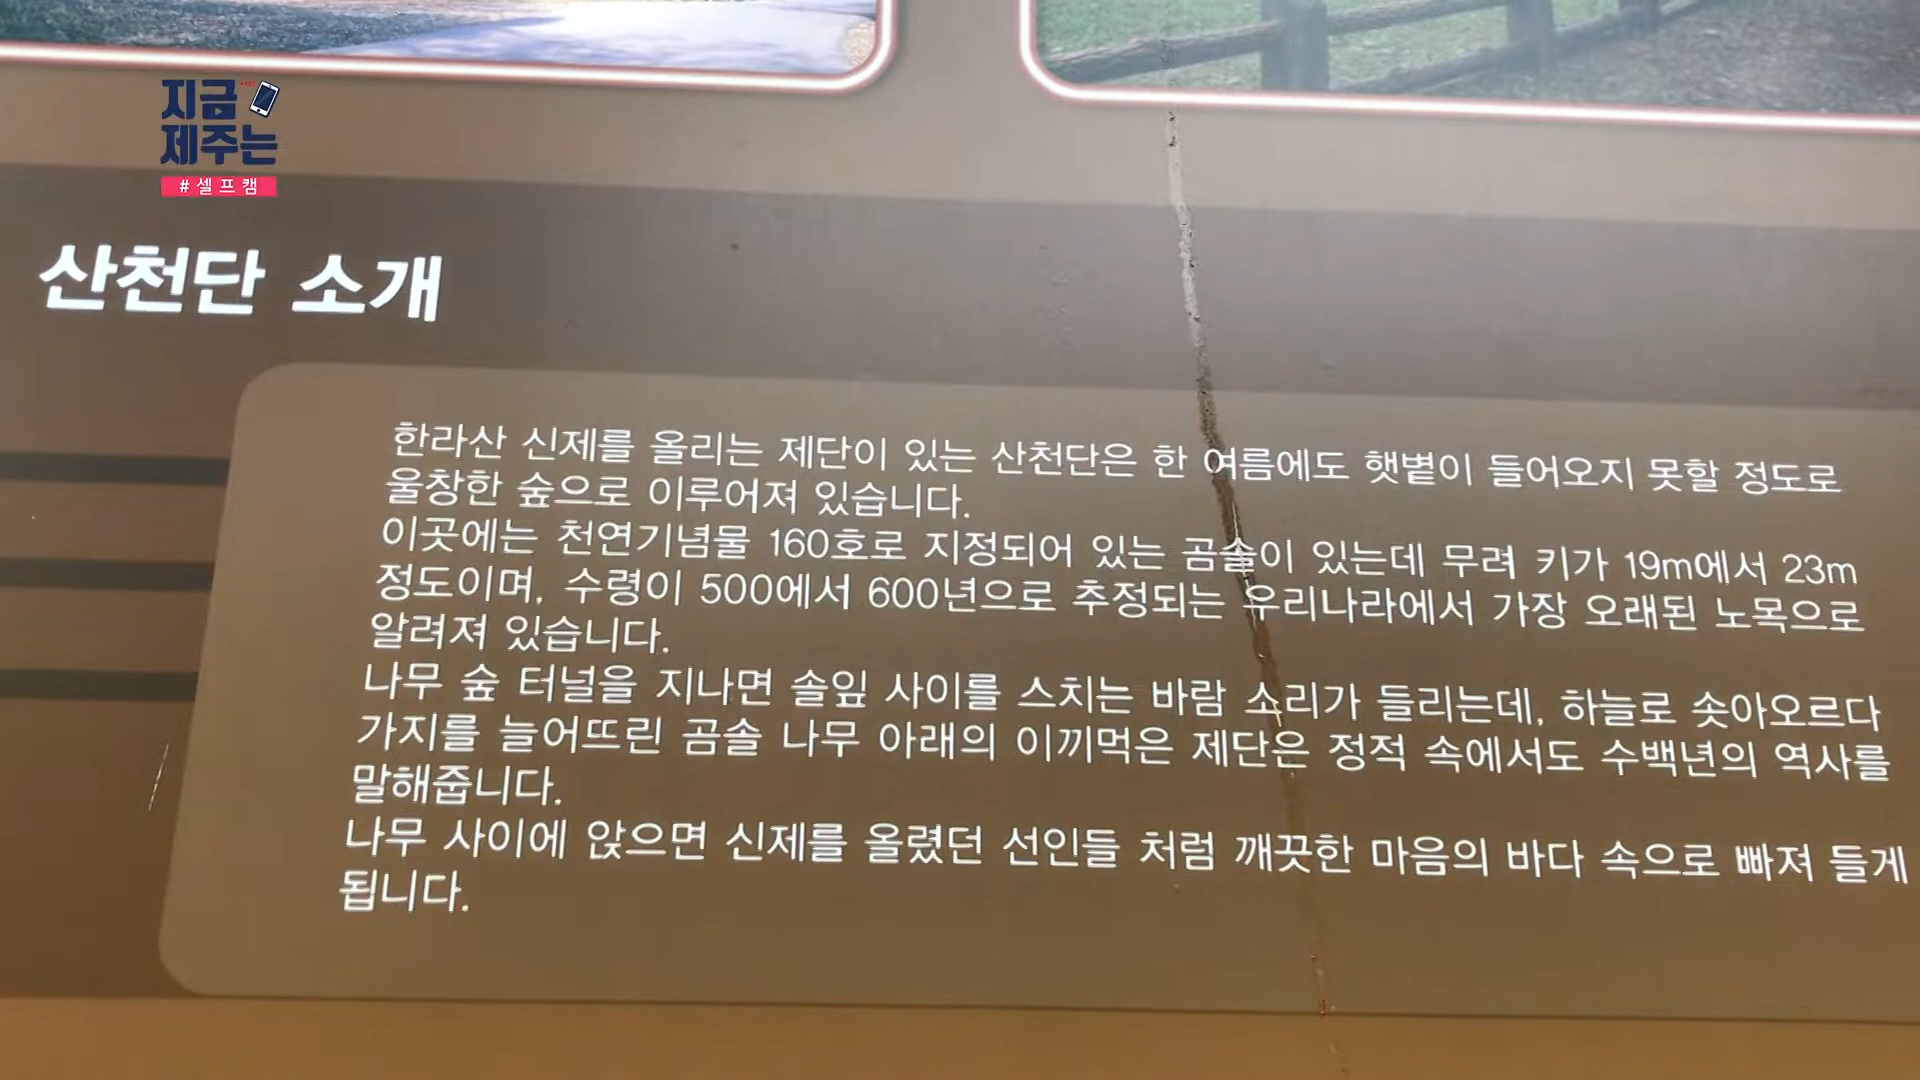 지금
제주는
#셀프캠
산천단 소개
한라산 신제를 올리는 제단이 있는 산천단은 한 여름에도 햇볕이 들어오지 못할 정도로
울창한 숲으로 이루어져 있습니다.
이곳에는 천연기념물 160호로 지정되어 있는 곰솔이 있는데 무려 키가 19m에서 23m
정도이며, 수령이 500에서 600년으로 추정되는 우리나라에서 가장 오래된 노목으로
알려져 있습니다.
나무 숲 터널을 지나면 솔잎 사이를 스치는 바람 소리가 들리는데, 하늘로 솟아오르다
가지를 늘어뜨린 곰솔 나무 아래의 이끼먹은 제단은 정적 속에서도 수백년의 역사를
말해줍니다.
나무 사이에 앉으면 신제를 올렸던 선인들 처럼 깨끗한 마음의 바다 속으로 빠져 들게
됩니다.